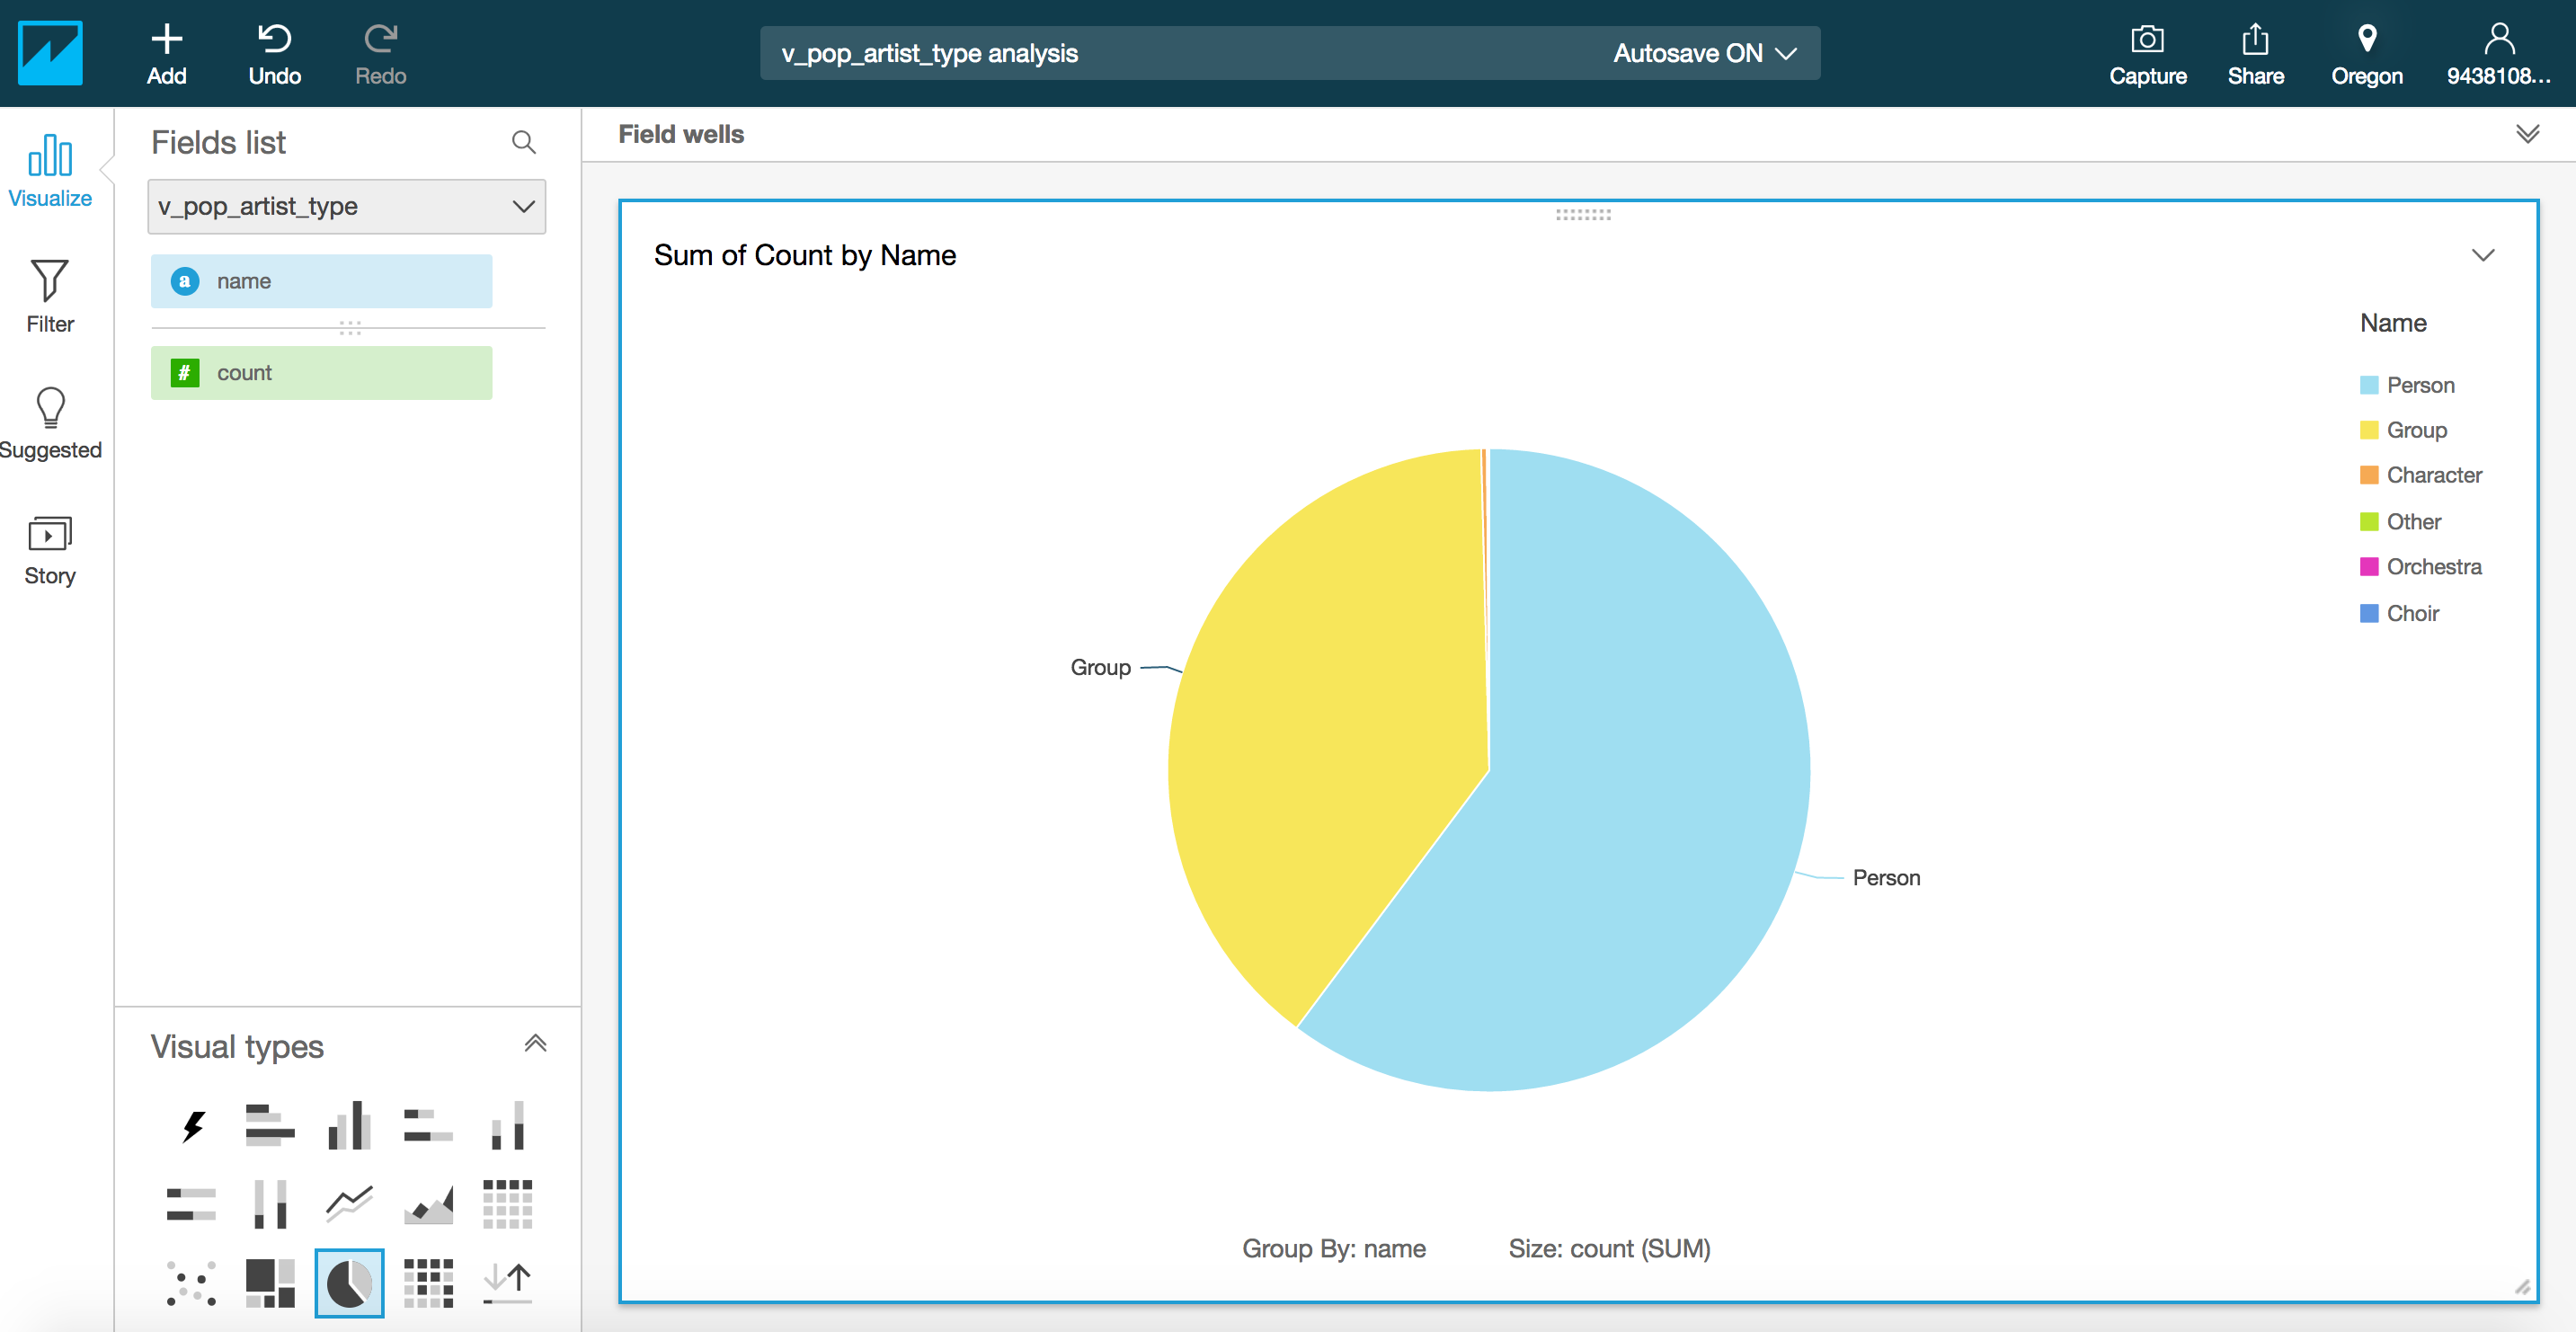 Add
Undo
Redo
v_pop_artist_type analysis
Autosave ON
Capture
Share
Oregon
9438108...
Visualize
Filter
Suggested
Story
Fields list
v_pop_artist_type
a name
# count
Visual types
Field wells
Sum of Count by Name
Name
Person
Group
Character
Other
Orchestra
Choir
Group
Person
Group By: name
Size: count (SUM)